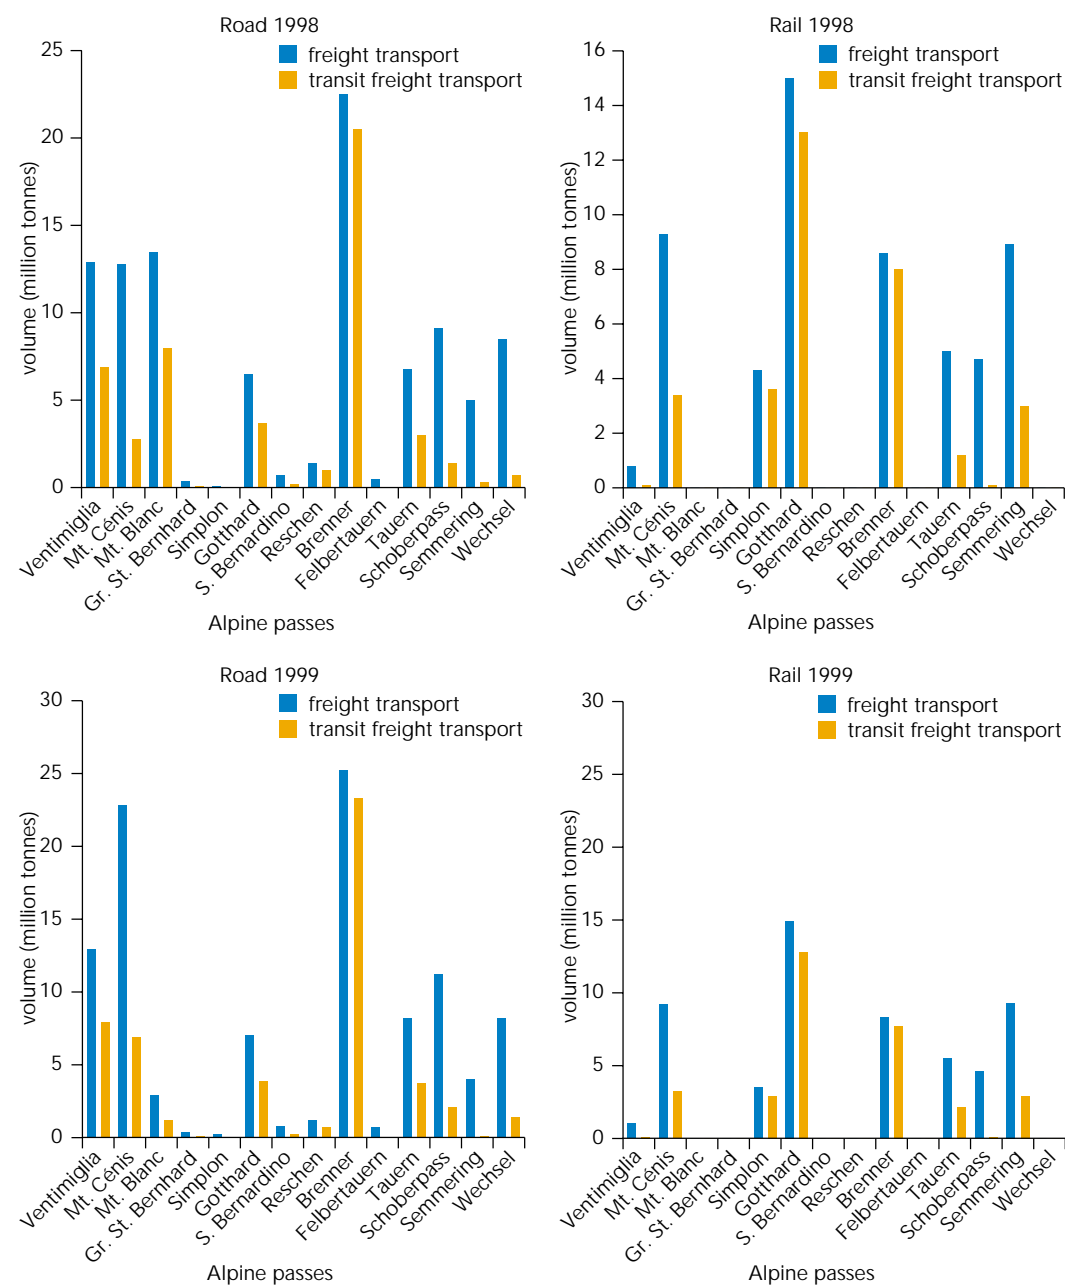 Road 1998
freight transport
transit freight transport
volume (million tonnes)
25
20
15
10
5
0
Ventimiglia
Mt. Cénis
Mt. Blanc
Gr. St. Bernhard
Simplon
Gotthard
S. Bernardino
Reschen
Brenner
Felbertauern
Tauern
Schoberpass
Semmering
Wechsel
Alpine passes
Rail 1998
freight transport
transit freight transport
volume (million tonnes)
16
14
12
10
8
6
4
2
0
Ventimiglia
Mt. Cénis
Mt. Blanc
Gr. St. Bernhard
Simplon
Gotthard
S. Bernardino
Reschen
Brenner
Felbertauern
Tauern
Schoberpass
Semmering
Wechsel
Alpine passes
Road 1999
freight transport
transit freight transport
volume (million tonnes)
30
25
20
15
10
5
0
Ventimiglia
Mt. Cénis
Mt. Blanc
Gr. St. Bernhard
Simplon
Gotthard
S. Bernardino
Reschen
Brenner
Felbertauern
Tauern
Schoberpass
Semmering
Wechsel
Alpine passes
Rail 1999
freight transport
transit freight transport
volume (million tonnes)
30
25
20
15
10
5
0
Ventimiglia
Mt. Cénis
Mt. Blanc
Gr. St. Bernhard
Simplon
Gotthard
S. Bernardino
Reschen
Brenner
Felbertauern
Tauern
Schoberpass
Semmering
Wechsel
Alpine passes